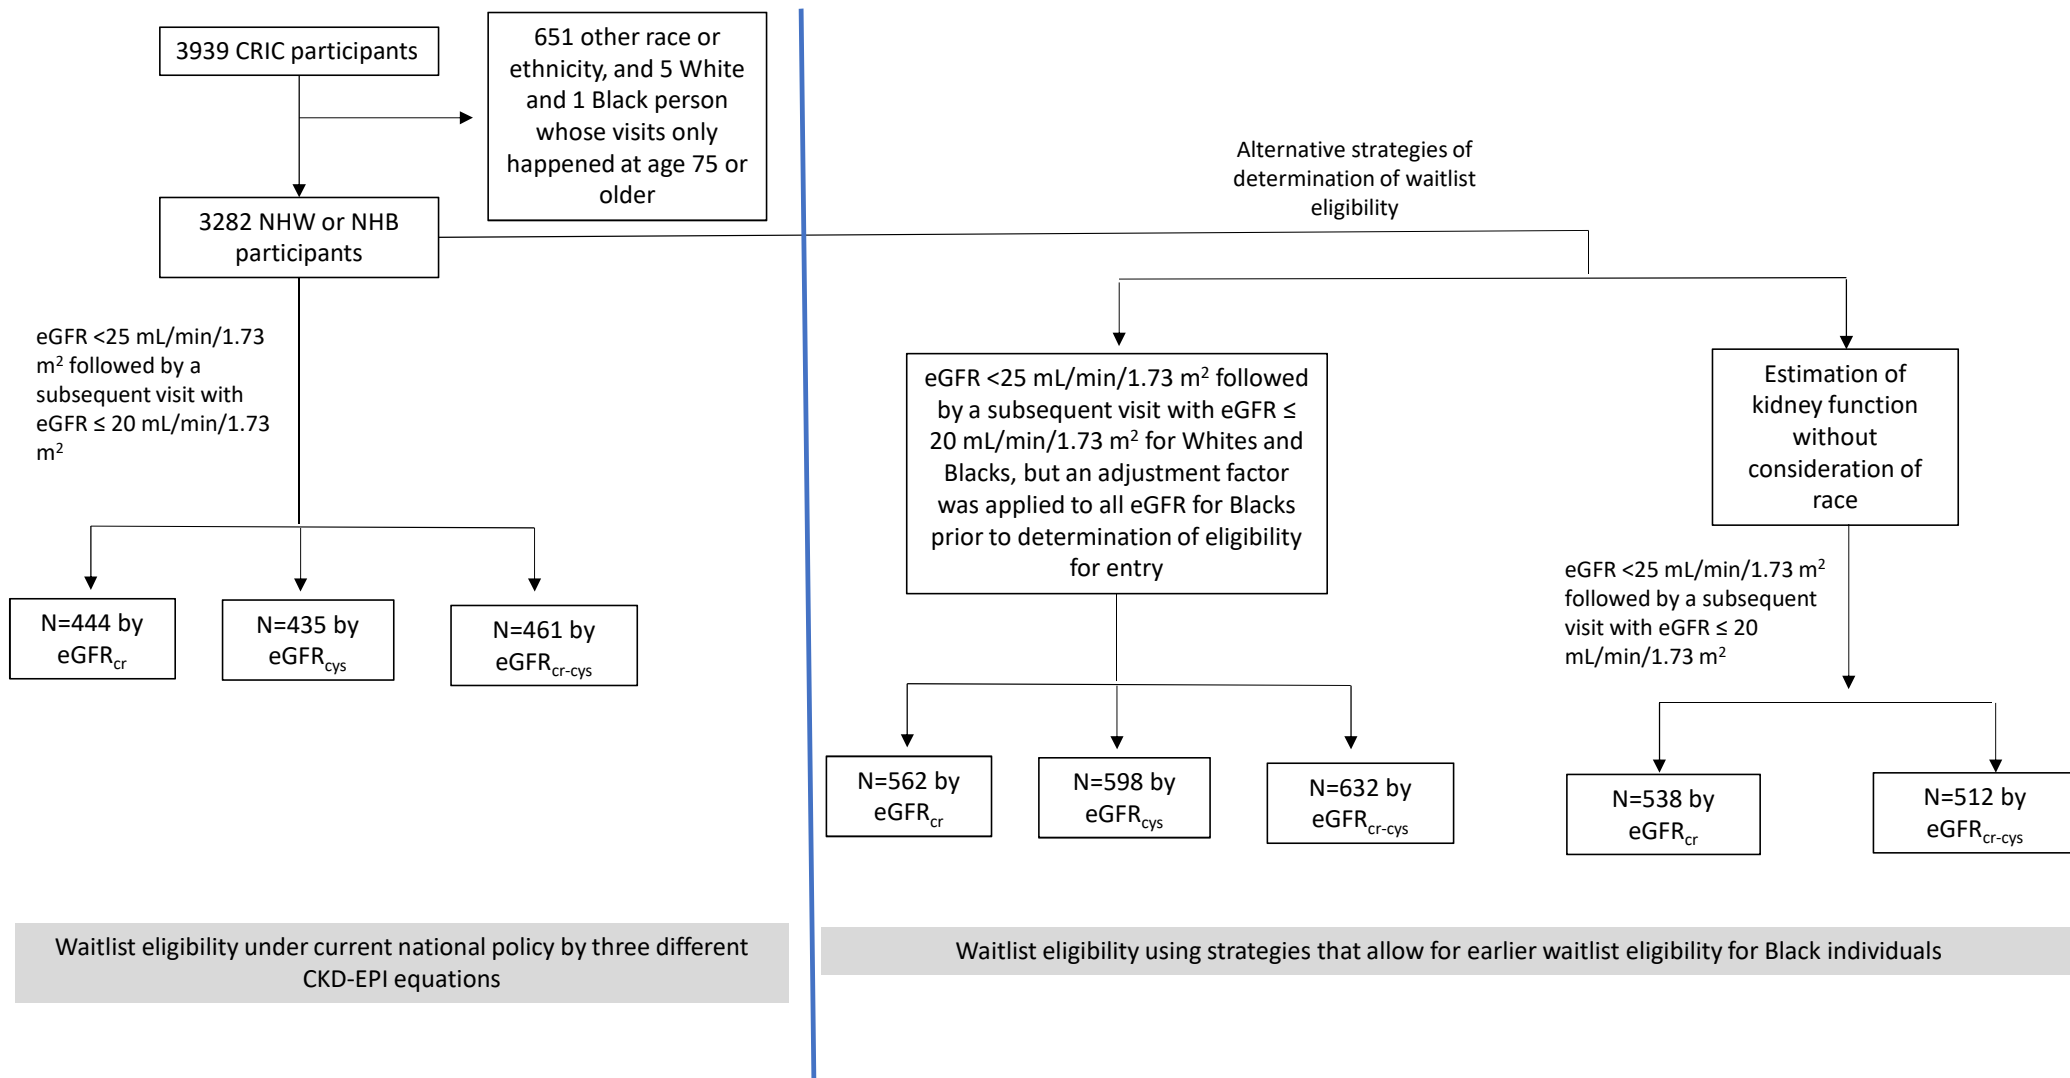 3939 CRIC participants
651 other race or
ethnicity, and 5 White
and 1 Black person
whose visits only
happened at age 75 or
older
3282 NHW or NHB
participants
Alternative strategies of
determination of waitlist
eligibility
eGFR <25 mL/min/1.73
m² followed by a
subsequent visit with
eGFR ≤ 20 mL/min/1.73
m²
N=444 by
eGFRcr
N=435 by
eGFRcys
N=461 by
eGFRcr-cys
eGFR <25 mL/min/1.73 m² followed
by a subsequent visit with eGFR ≤
20 mL/min/1.73 m² for Whites and
Blacks, but an adjustment factor
was applied to all eGFR for Blacks
prior to determination of eligibility
for entry
Estimation of
kidney function
without
consideration of
race
eGFR <25 mL/min/1.73 m²
followed by a subsequent
visit with eGFR ≤ 20
mL/min/1.73 m²
N=562 by
eGFRcr
N=598 by
eGFRcys
N=632 by
eGFRcr-cys
N=538 by
eGFRcr
N=512 by
eGFRcr-cys
Waitlist eligibility under current national policy by three different
CKD-EPI equations
Waitlist eligibility using strategies that allow for earlier waitlist eligibility for Black individuals